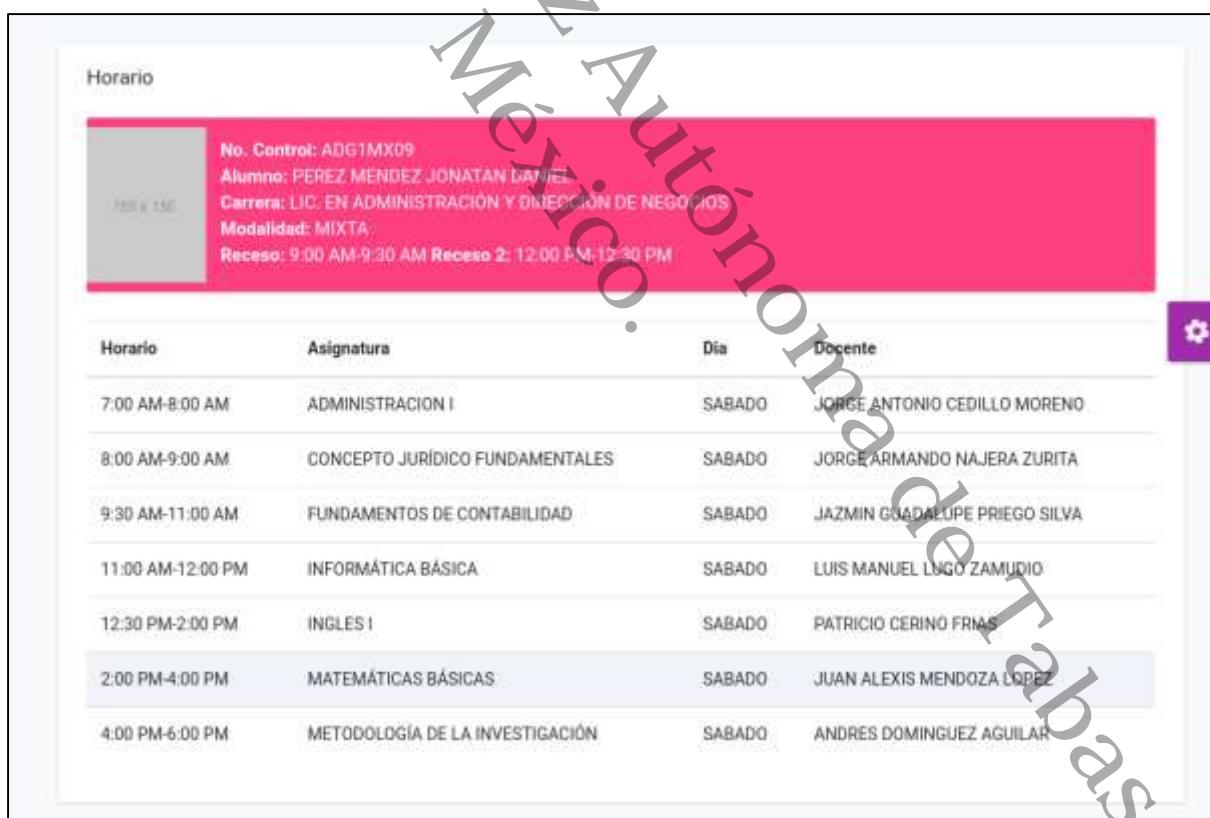 Horario
150 x 150
No. Control: ADG1MX09
Alumno: PEREZ MENDEZ JONATAN DANIEL
Carrera: LIC. EN ADMINISTRACIÓN Y DIRECCIÓN DE NEGOCIOS
Modalidad: MIXTA
Receso: 9:00 AM-9:30 AM Receso 2: 12:00 PM-12:30 PM
Horario Asignatura Dia Docente
7:00 AM-8:00 AM ADMINISTRACION I SABADO JORGE ANTONIO CEDILLO MORENO
8:00 AM-9:00 AM CONCEPTO JURÍDICO FUNDAMENTALES SABADO JORGE ARMANDO NAJERA ZURITA
9:30 AM-11:00 AM FUNDAMENTOS DE CONTABILIDAD SABADO JAZMIN GUADALUPE PRIEGO SILVA
11:00 AM-12:00 PM INFORMÁTICA BÁSICA SABADO LUIS MANUEL LUGO ZAMUDIO
12:30 PM-2:00 PM INGLES I SABADO PATRICIO CERINO FRIAS
2:00 PM-4:00 PM MATEMÁTICAS BÁSICAS SABADO JUAN ALEXIS MENDOZA LOPEZ
4:00 PM-6:00 PM METODOLOGÍA DE LA INVESTIGACIÓN SABADO ANDRES DOMINGUEZ AGUILAR
z Autónoma de Tabas
México.